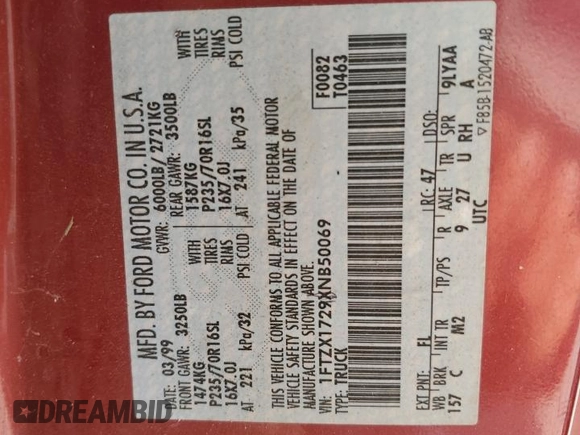 MFD. BY FORD MOTOR CO. IN U.S.A.
DATE: 03/99 GVWR: 6000LB/2721KG
FRONT GAWR: 3250LB REAR GAWR: 3500LB
1474KG WITH 1587KG WITH
P235/70R16SL TIRES P235/70R16SL TIRES
16X7.0J RIMS 16X7.0J RIMS
AT 221 kPa/32 PSI COLD AT 241 kPa/35 PSI COLD
THIS VEHICLE CONFORMS TO ALL APPLICABLE FEDERAL MOTOR
VEHICLE SAFETY STANDARDS IN EFFECT ON THE DATE OF
MANUFACTURE SHOWN ABOVE.
VIN: 1FTZX1729XNB50069
TYPE: TRUCK
F0082
T0463
EXT PNT: FL RC: 47 DSO:
WB BRK INT TR TP/PS R AXLE TR SPR
157 C M2 9 27 U RH 9LYAA
UTC A
▽ F85B-1520472-AB
DREAMBID